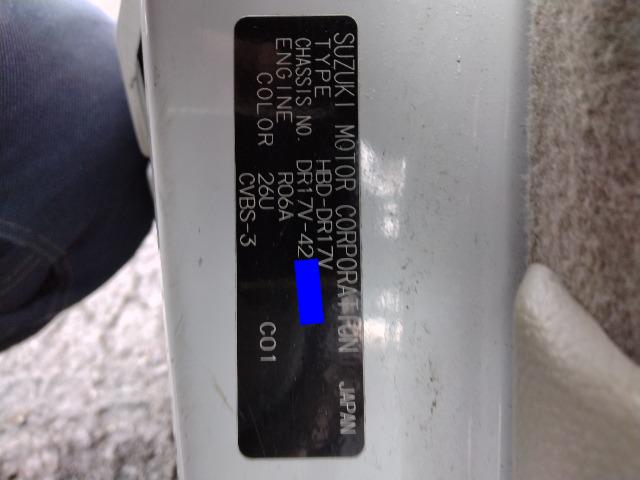 SUZUKI MOTOR CORPORATION JAPAN
TYPE HBD-DR17V
CHASSIS NO. DR17V-42
ENGINE R06A
COLOR 26U C01
CVBS-3